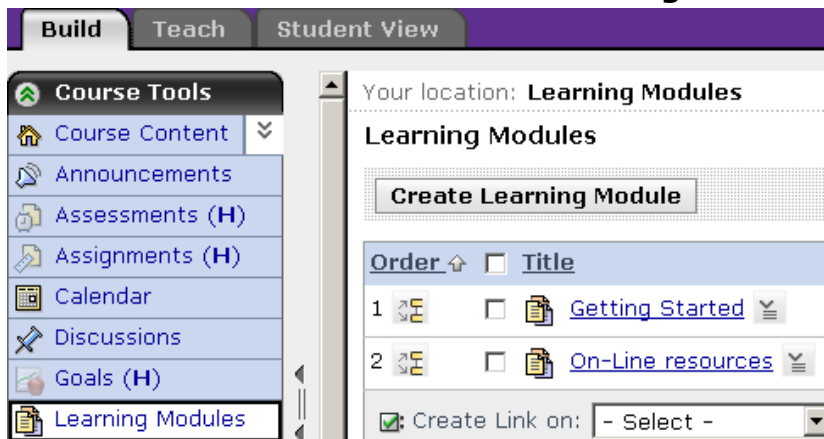 Build Teach Student View
Course Tools
Course Content
Announcements
Assessments (H)
Assignments (H)
Calendar
Discussions
Goals (H)
Learning Modules
Your location: Learning Modules
Learning Modules
Create Learning Module
Order Title
1 Getting Started
2 On-Line resources
Create Link on: - Select -